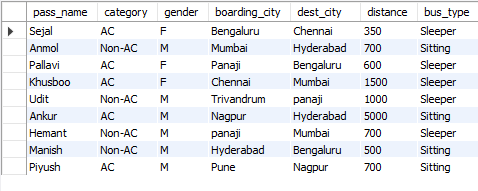 pass_name category gender boarding_city dest_city distance bus_type
Sejal AC F Bengaluru Chennai 350 Sleeper
Anmol Non-AC M Mumbai Hyderabad 700 Sitting
Pallavi AC F Panaji Bengaluru 600 Sleeper
Khusboo AC F Chennai Mumbai 1500 Sleeper
Udit Non-AC M Trivandrum panaji 1000 Sleeper
Ankur AC M Nagpur Hyderabad 5000 Sitting
Hemant Non-AC M panaji Mumbai 700 Sleeper
Manish Non-AC M Hyderabad Bengaluru 500 Sitting
Piyush AC M Pune Nagpur 700 Sitting